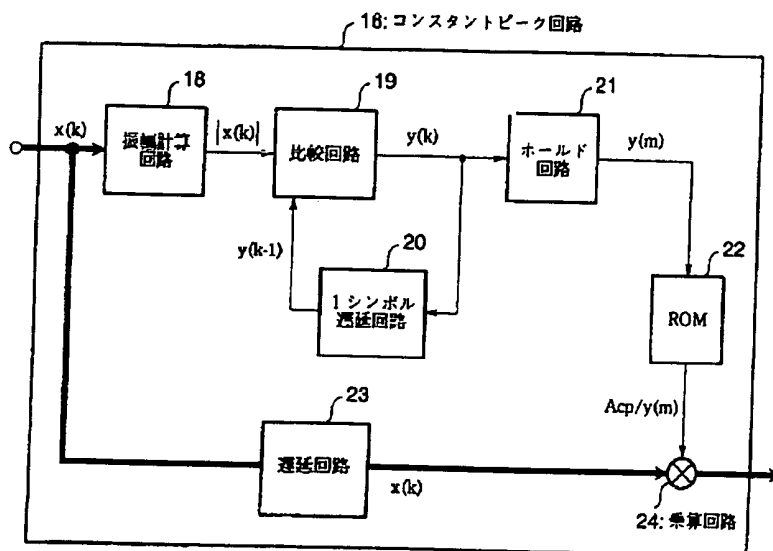 16:コンスタントピーク回路
18
19
21
x(k)
振幅計算
回路
|x(k)|
比較回路
y(k)
ホールド
回路
y(m)
y(k-1)
20
1シンボル
遅延回路
22
ROM
23
遅延回路
x(k)
Acp/y(m)
24:乗算回路